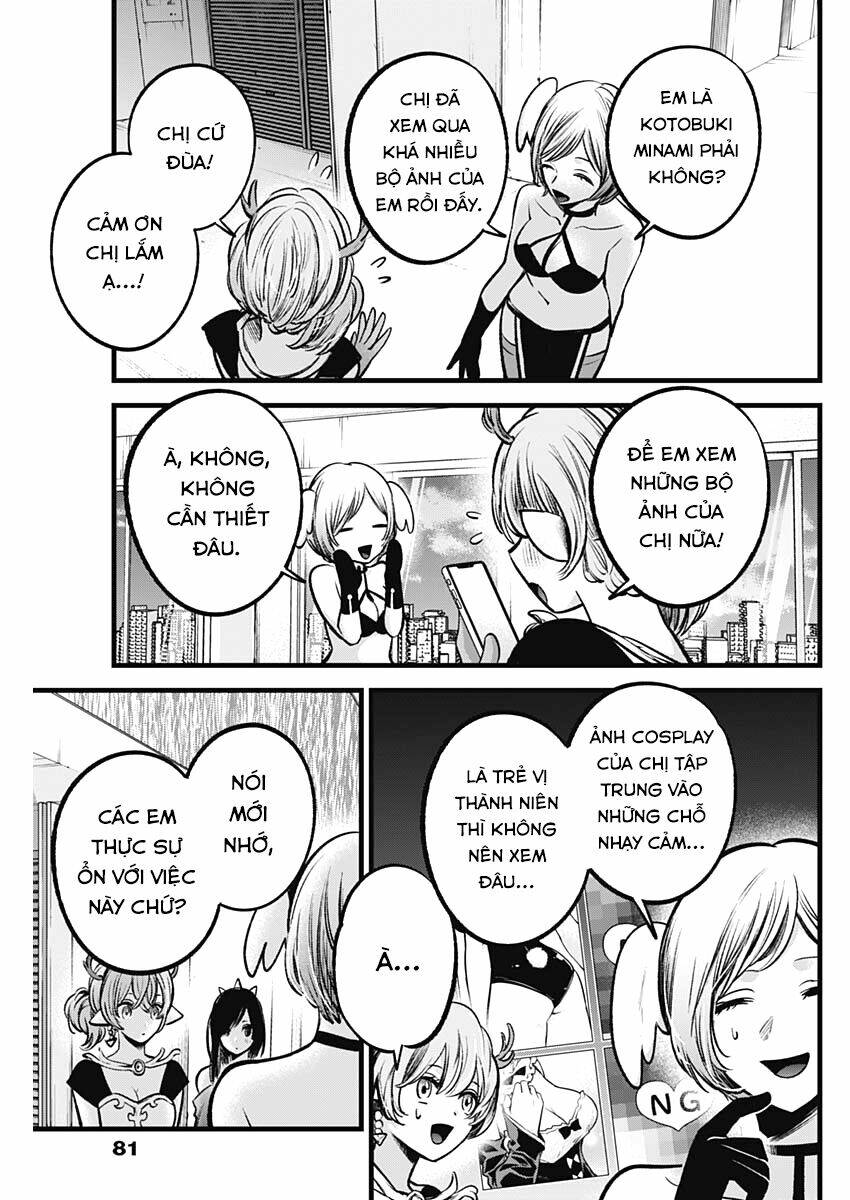 EM LÀ
KOTOBUKI
MINAMI PHẢI
KHÔNG?
CHỊ ĐÃ
XEM QUA
KHÁ NHIỀU
BỘ ẢNH CỦA
EM RỒI ĐẤY.
CHỊ CỨ
ĐÙA!
CẢM ƠN
CHỊ LẮM
Ạ...!
ĐỂ EM XEM
NHỮNG BỘ
ẢNH CỦA
CHỊ NỮA!
À, KHÔNG,
KHÔNG
CẦN THIẾT
ĐÂU.
ẢNH COSPLAY
CỦA CHỊ TẬP
TRUNG VÀO
NHỮNG CHỖ
NHẠY CẢM...
LÀ TRẺ VỊ
THÀNH NIÊN
THÌ KHÔNG
NÊN XEM
ĐÂU...
À...
NG
NÓI
MỚI
NHỚ,
CÁC EM
THỰC SỰ
ỔN VỚI VIỆC
NÀY CHỨ?
81